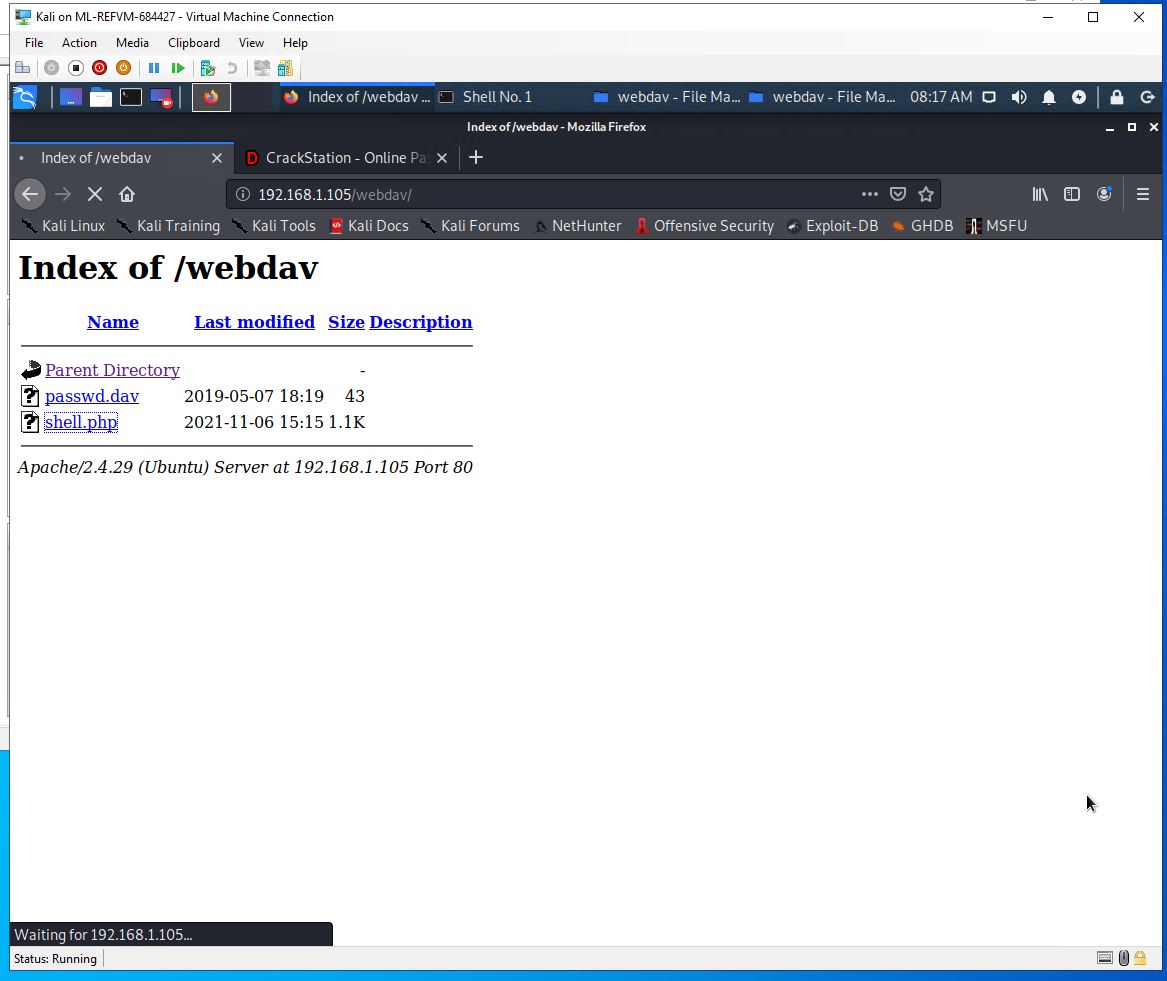 Kali on ML-REFVM-684427 - Virtual Machine Connection
File Action Media Clipboard View Help
Index of /webdav ... Shell No. 1 webdav - File Ma... webdav - File Ma... 08:17 AM
Index of /webdav - Mozilla Firefox
Index of /webdav CrackStation - Online Pa
192.168.1.105/webdav/
Kali Linux Kali Training Kali Tools Kali Docs Kali Forums NetHunter Offensive Security Exploit-DB GHDB MSFU
Index of /webdav
Name Last modified Size Description
Parent Directory -
passwd.dav 2019-05-07 18:19 43
shell.php 2021-11-06 15:15 1.1K
Apache/2.4.29 (Ubuntu) Server at 192.168.1.105 Port 80
Waiting for 192.168.1.105...
Status: Running